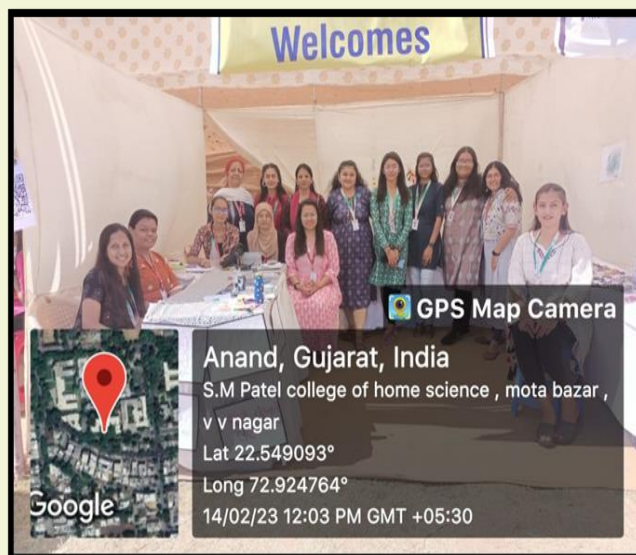 Welcomes
GPS Map Camera
Anand, Gujarat, India
S.M Patel college of home science , mota bazar ,
v v nagar
Lat 22.549093°
Long 72.924764°
14/02/23 12:03 PM GMT +05:30
Google